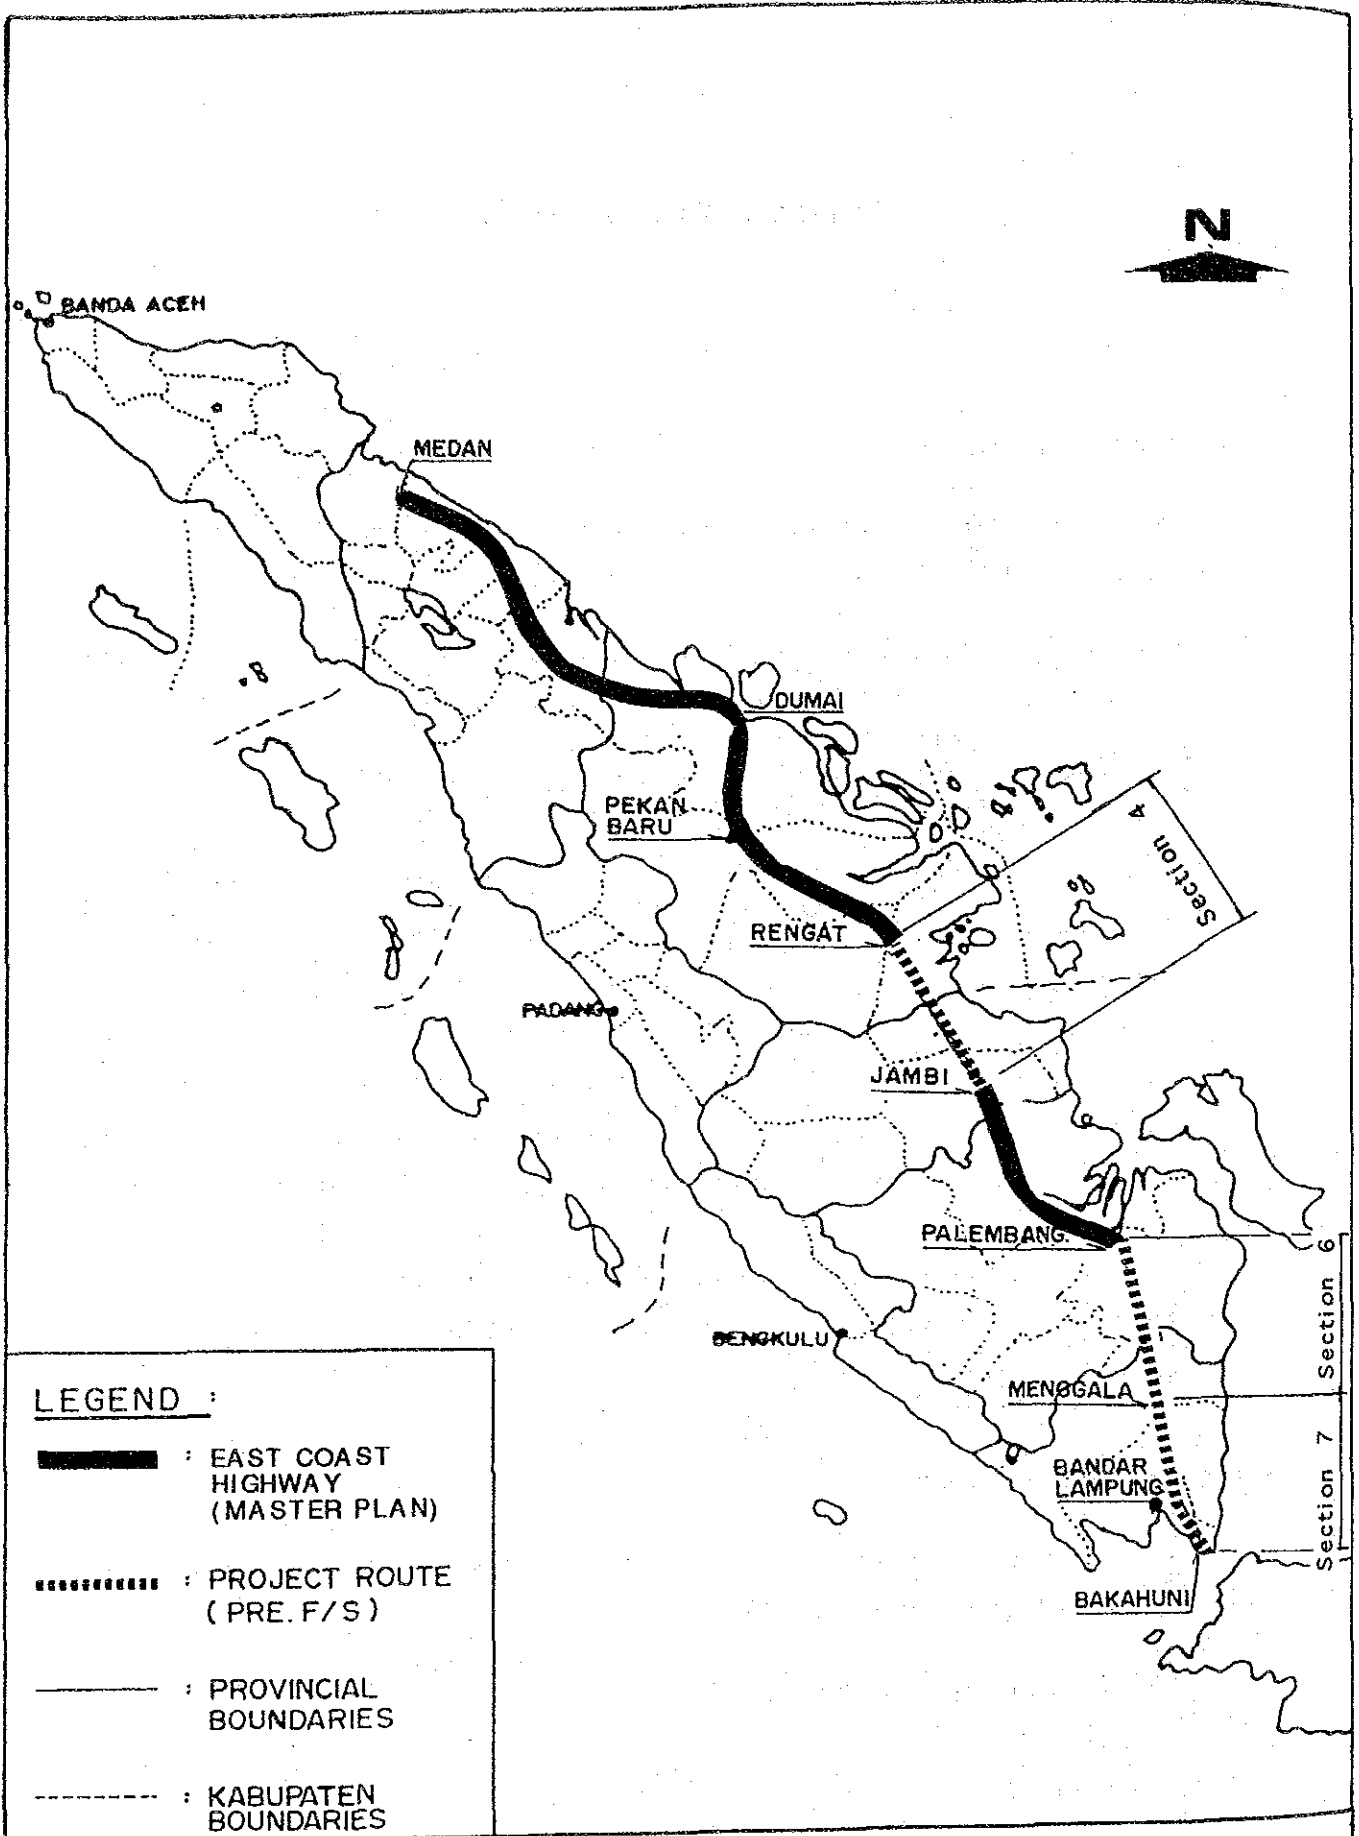 N
BANDA ACEH
MEDAN
DUMAI
PEKAN
BARU
Section 4
RENGAT
PADANG
JAMBI
PALEMBANG
Section 6
BENGKULU
MENGGALA
BANDAR
LAMPUNG
Section 7
BAKAHUNI
LEGEND :
: EAST COAST
HIGHWAY
(MASTER PLAN)
: PROJECT ROUTE
( PRE. F/S )
: PROVINCIAL
BOUNDARIES
: KABUPATEN
BOUNDARIES